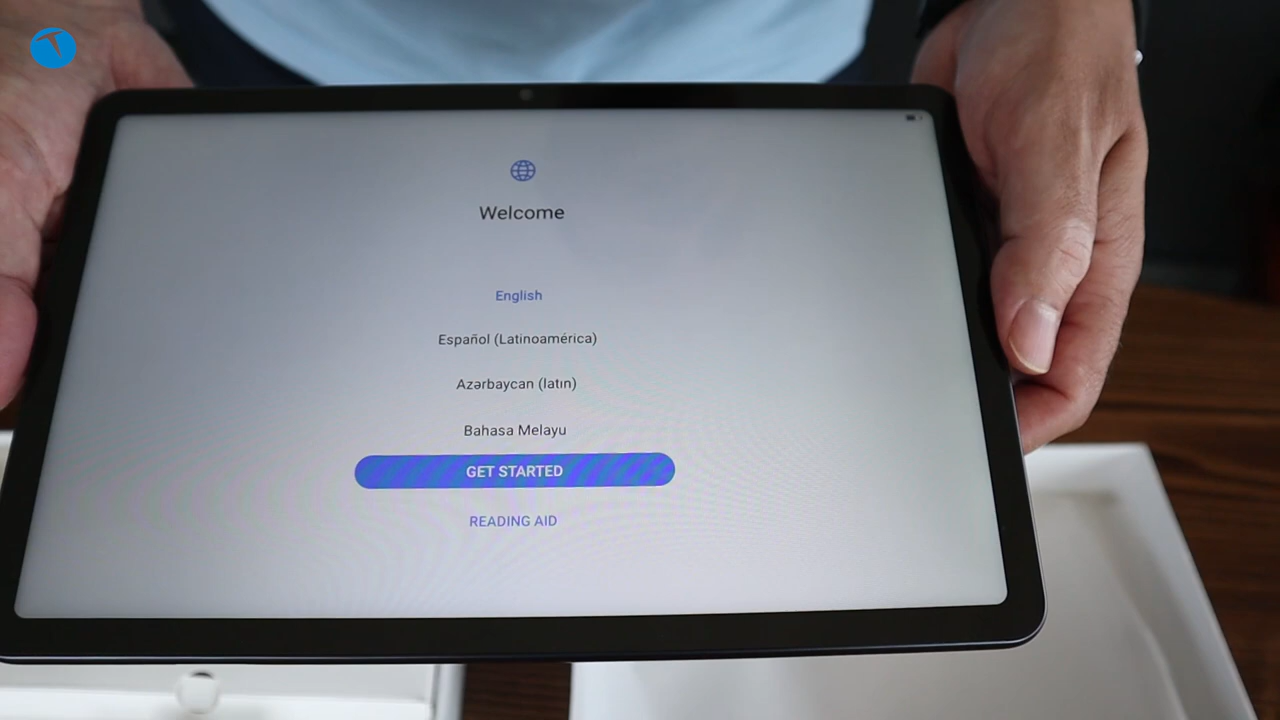 Welcome
English
Español (Latinoamérica)
Azərbaycan (latın)
Bahasa Melayu
GET STARTED
READING AID